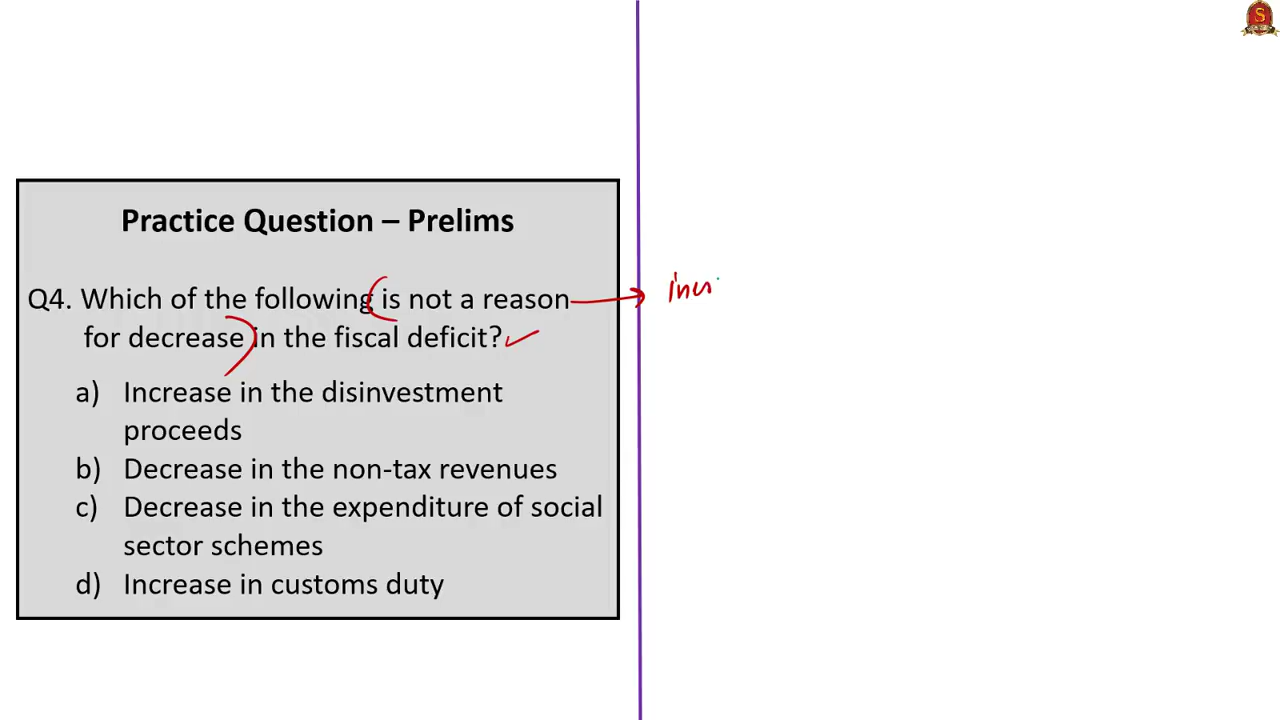 Practice Question – Prelims
Q4. Which of the following is not a reason
for decrease in the fiscal deficit?
a) Increase in the disinvestment
proceeds
b) Decrease in the non-tax revenues
c) Decrease in the expenditure of social
sector schemes
d) Increase in customs duty